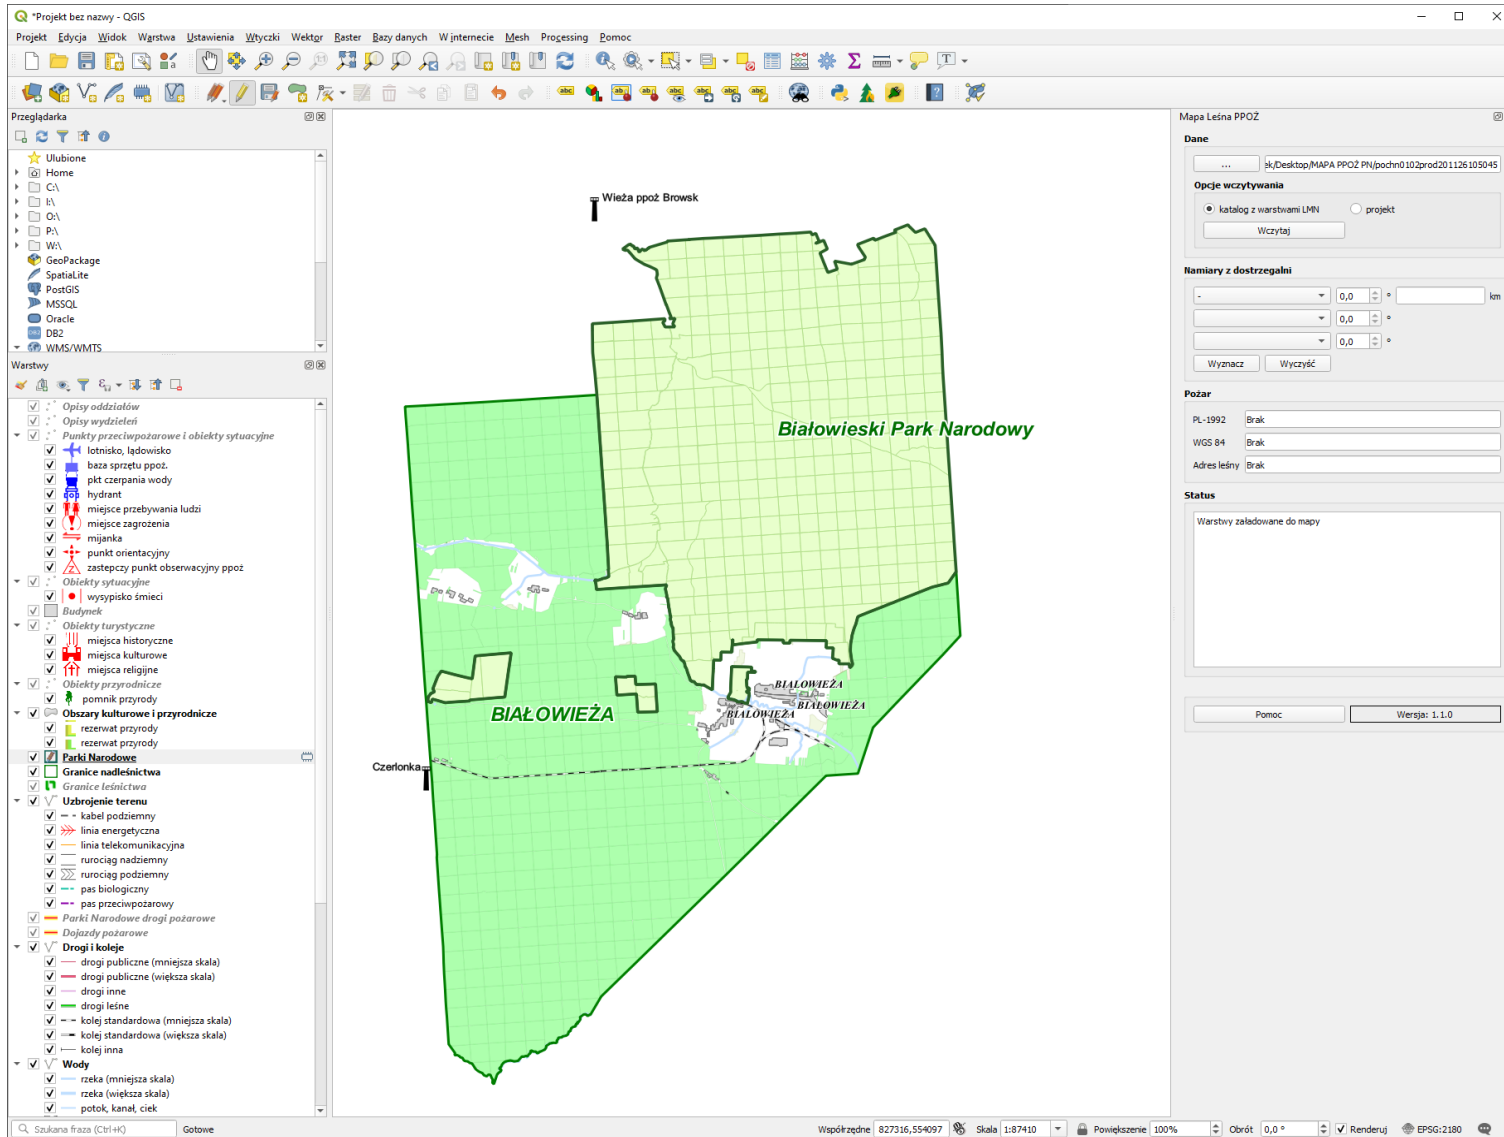 *Projekt bez nazwy - QGIS
Projekt Edycja Widok Warstwa Ustawienia Wtyczki Wektor Raster Bazy danych W internecie Mesh Processing Pomoc
Przeglądarka
Ulubione
Home
C:\
I:\
O:\
P:\
W:\
GeoPackage
SpatiaLite
PostGIS
MSSQL
Oracle
DB2
WMS/WMTS
Warstwy
Opisy oddziałów
Opisy wydzieleń
Punkty przeciwpożarowe i obiekty sytuacyjne
lotnisko, lądowisko
baza sprzętu ppoż.
pkt czerpania wody
hydrant
miejsce przebywania ludzi
miejsce zagrożenia
mijanka
punkt orientacyjny
zastepczy punkt obserwacyjny ppoż
Obiekty sytuacyjne
wysypisko śmieci
Budynek
Obiekty turystyczne
miejsca historyczne
miejsca kulturowe
miejsca religijne
Obiekty przyrodnicze
pomnik przyrody
Obszary kulturowe i przyrodnicze
rezerwat przyrody
rezerwat przyrody
Parki Narodowe
Granice nadleśnictwa
Granice leśnictwa
Uzbrojenie terenu
kabel podziemny
linia energetyczna
linia telekomunikacyjna
rurociąg nadziemny
rurociąg podziemny
pas biologiczny
pas przeciwpożarowy
Parki Narodowe drogi pożarowe
Dojazdy pożarowe
Drogi i koleje
drogi publiczne (mniejsza skala)
drogi publiczne (większa skala)
drogi inne
drogi leśne
kolej standardowa (mniejsza skala)
kolej standardowa (większa skala)
kolej inna
Wody
rzeka (mniejsza skala)
rzeka (większa skala)
potok, kanał, ciek
Wieża ppoż Browsk
Białowieski Park Narodowy
BIAŁOWIEŻA
BIAŁOWIEŻA
BIAŁOWIEŻA
BIAŁOWIEŻA
Czerlonka
Mapa Leśna PPOŻ
Dane
... ek/Desktop/MAPA PPOŻ PN/pochn0102prod201126105045
Opcje wczytywania
katalog z warstwami LMN projekt
Wczytaj
Namiary z dostrzegalni
- 0,0 ° km
0,0 °
0,0 °
Wyznacz Wyczyść
Pożar
PL-1992 Brak
WGS 84 Brak
Adres leśny Brak
Status
Warstwy załadowane do mapy
Pomoc Wersja: 1.1.0
Szukana fraza (Ctrl+K) Gotowe Współrzędne 827316,554097 Skala 1:87410 Powiększenie 100% Obrót 0,0 ° Renderuj EPSG:2180